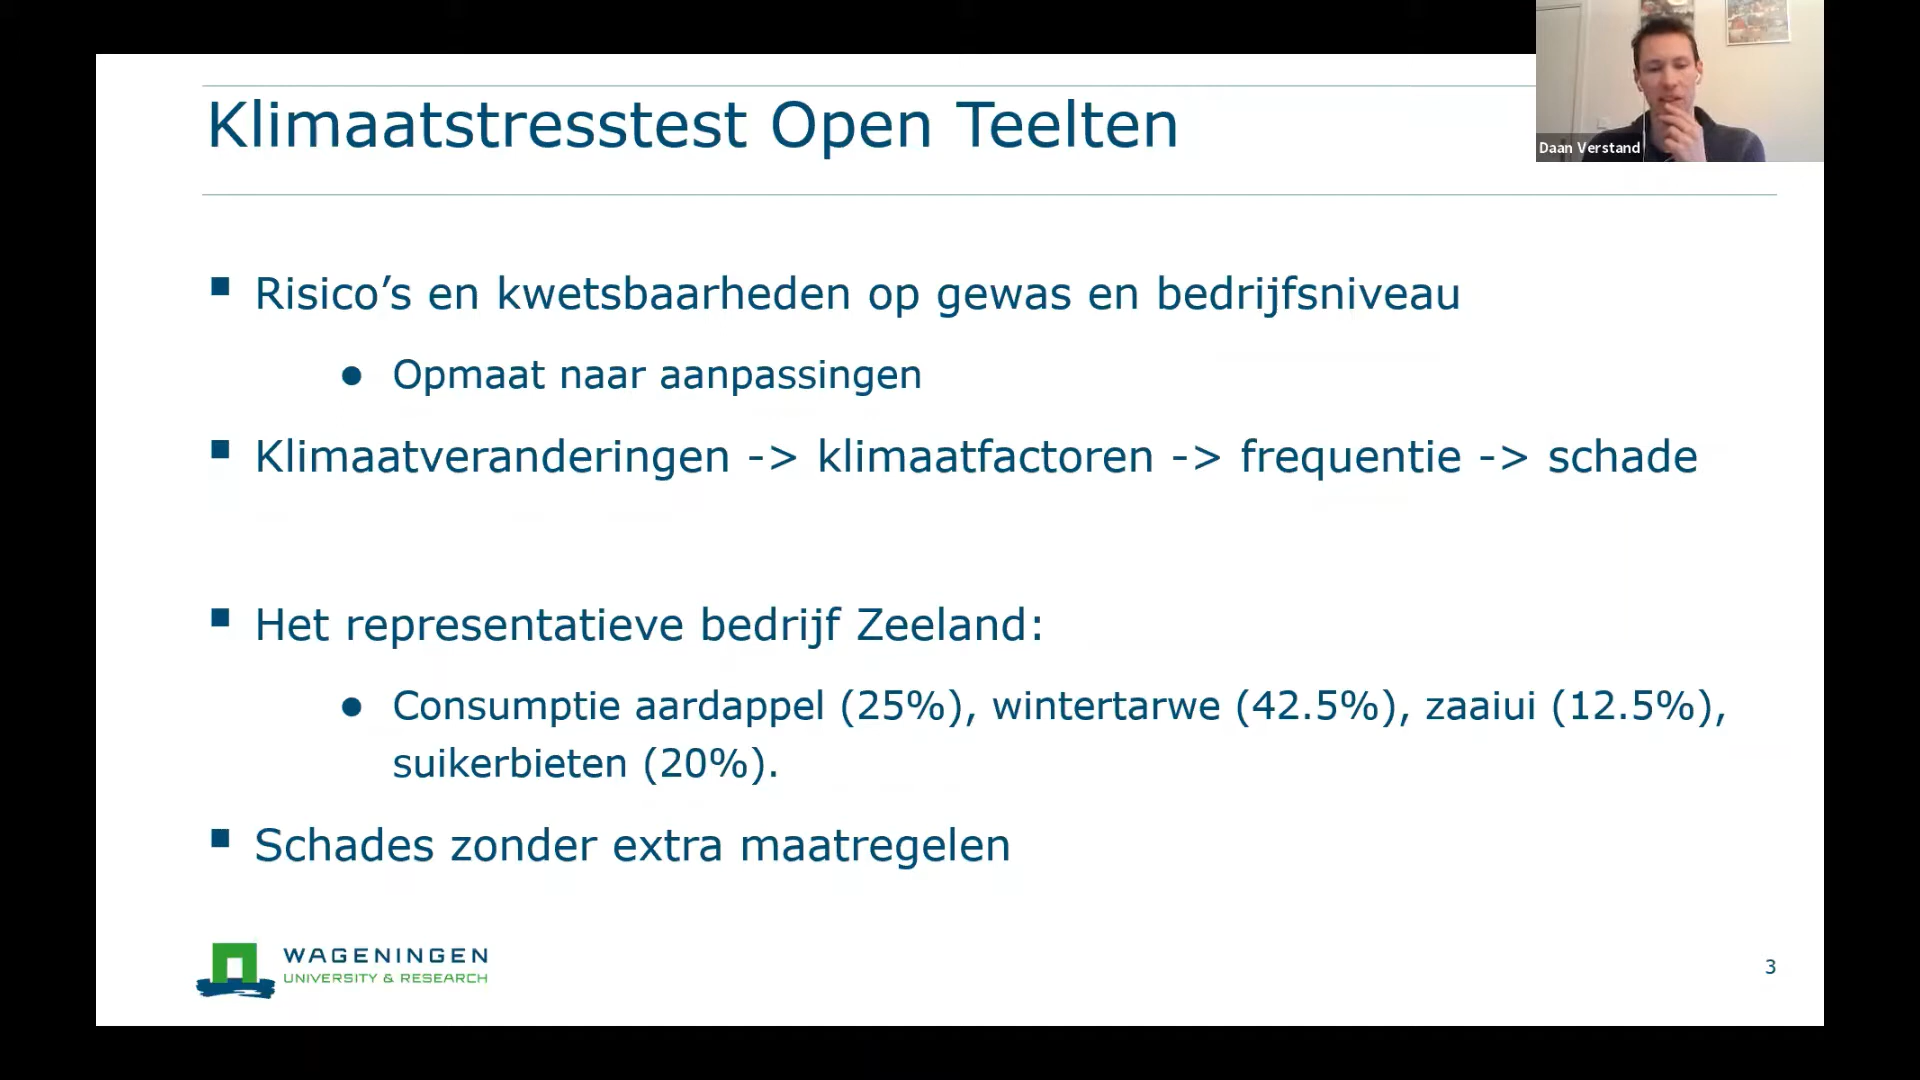 Klimaatstresstest Open Teelten
Daan Verstand
▪ Risico’s en kwetsbaarheden op gewas en bedrijfsniveau
● Opmaat naar aanpassingen
▪ Klimaatveranderingen -> klimaatfactoren -> frequentie -> schade
▪ Het representatieve bedrijf Zeeland:
● Consumptie aardappel (25%), wintertarwe (42.5%), zaaiui (12.5%),
suikerbieten (20%).
▪ Schades zonder extra maatregelen
WAGENINGEN
UNIVERSITY & RESEARCH
3